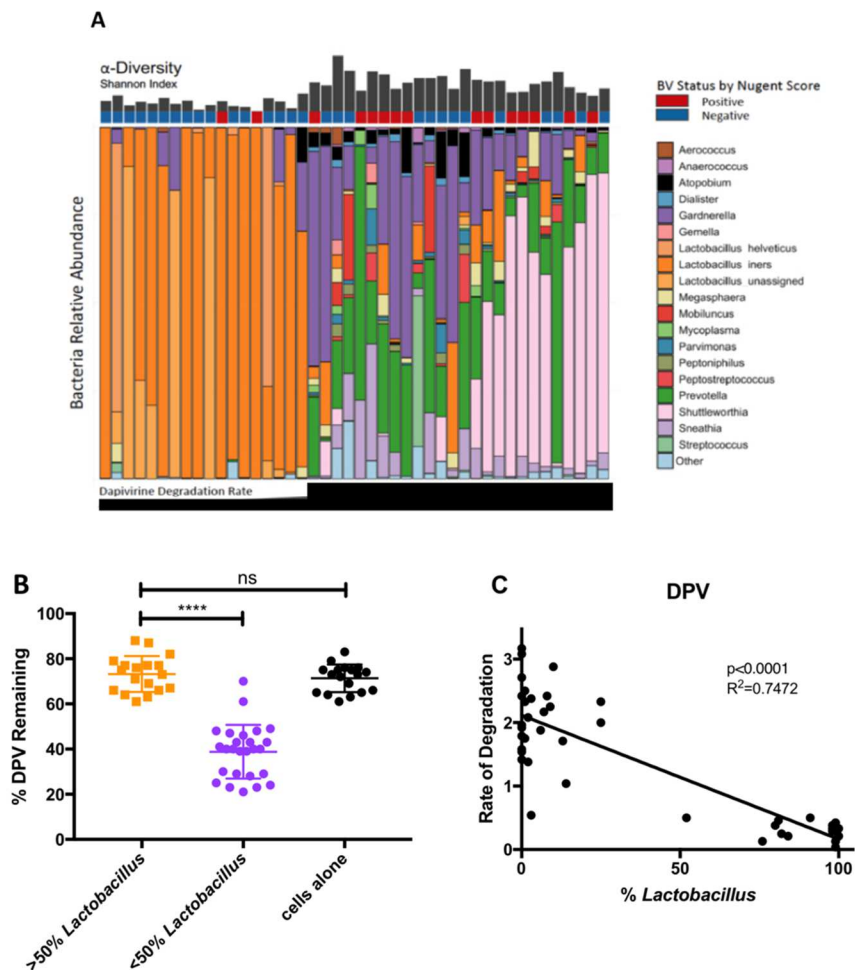 A
α-Diversity
Shannon Index
Bacteria Relative Abundance
Dapivirine Degradation Rate
BV Status by Nugent Score
Positive
Negative
Aerococcus
Anaerococcus
Atopobium
Dialister
Gardnerella
Gemella
Lactobacillus helveticus
Lactobacillus iners
Lactobacillus unassigned
Megasphaera
Mobiluncus
Mycoplasma
Parvimonas
Peptoniphilus
Peptostreptococcus
Prevotella
Shuttleworthia
Sneathia
Streptococcus
Other
B
ns
****
% DPV Remaining
100
80
60
40
20
0
>50% Lactobacillus
<50% Lactobacillus
cells alone
C
DPV
p<0.0001
R²=0.7472
Rate of Degradation
3
2
1
0
0
50
100
% Lactobacillus